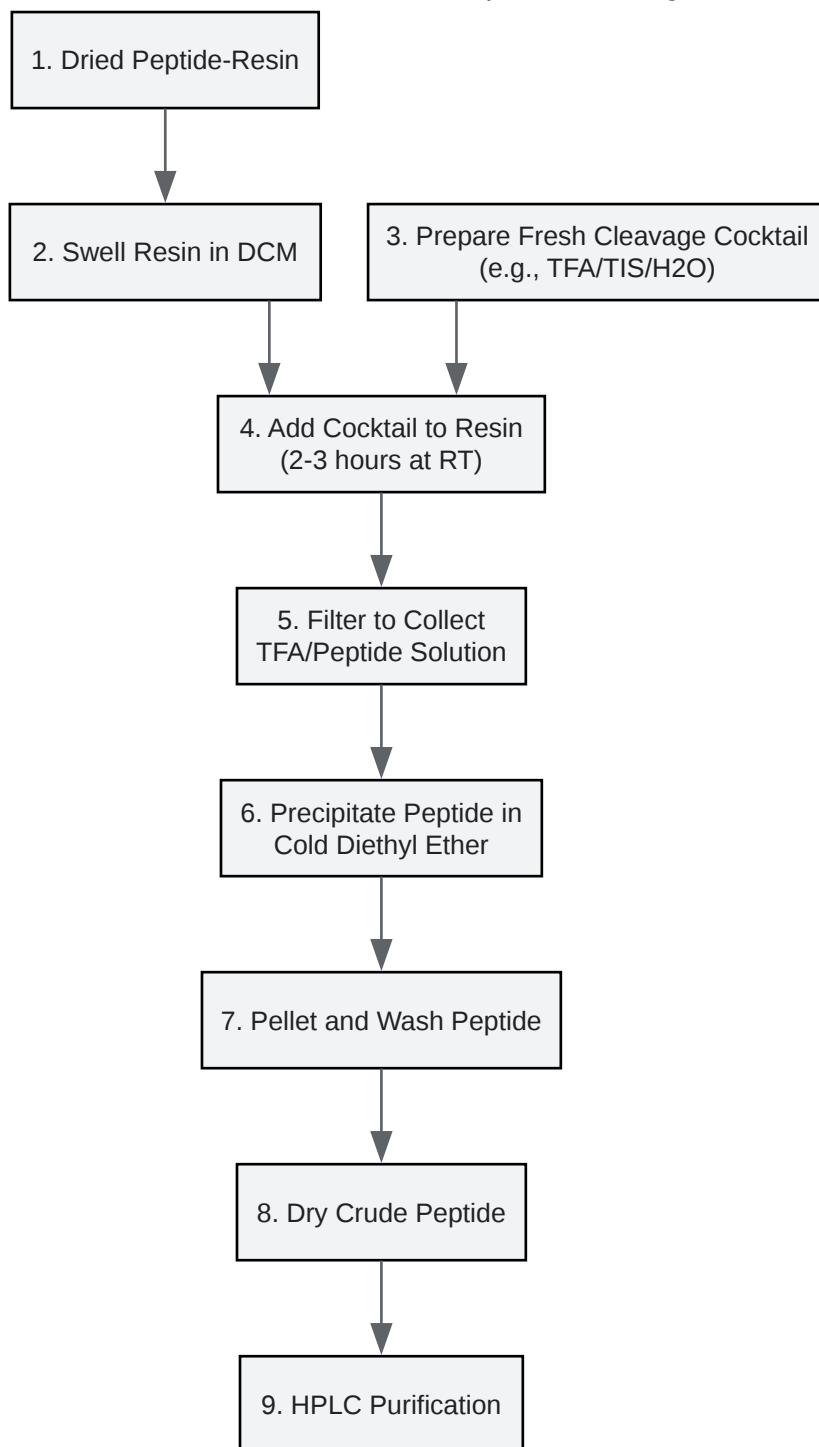 1. Dried Peptide-Resin
2. Swell Resin in DCM
3. Prepare Fresh Cleavage Cocktail
(e.g., TFA/TIS/H2O)
4. Add Cocktail to Resin
(2-3 hours at RT)
5. Filter to Collect
TFA/Peptide Solution
6. Precipitate Peptide in
Cold Diethyl Ether
7. Pellet and Wash Peptide
8. Dry Crude Peptide
9. HPLC Purification